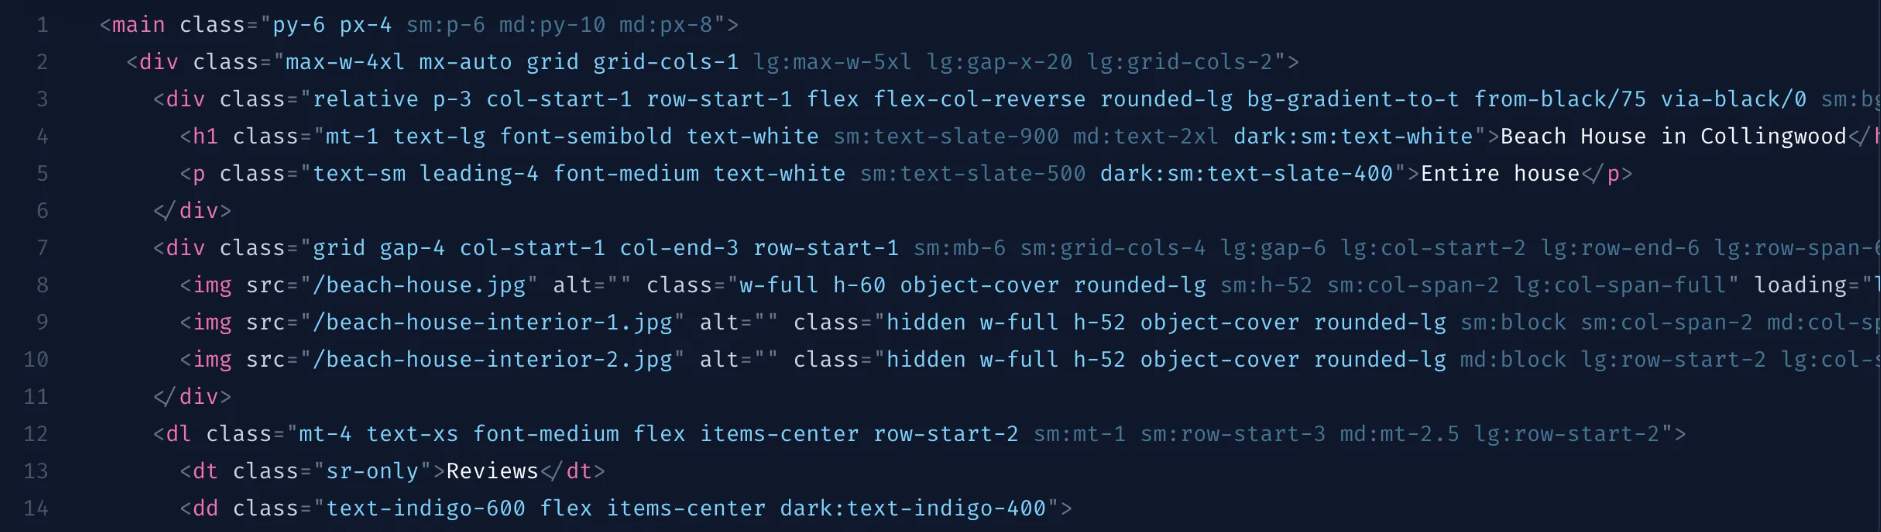 1 <main class="py-6 px-4 sm:p-6 md:py-10 md:px-8">
2 <div class="max-w-4xl mx-auto grid grid-cols-1 lg:max-w-5xl lg:gap-x-20 lg:grid-cols-2">
3 <div class="relative p-3 col-start-1 row-start-1 flex flex-col-reverse rounded-lg bg-gradient-to-t from-black/75 via-black/0
4 <h1 class="mt-1 text-lg font-semibold text-white sm:text-slate-900 md:text-2xl dark:sm:text-white">Beach House in Collingwood</
5 <p class="text-sm leading-4 font-medium text-white sm:text-slate-500 dark:sm:text-slate-400">Entire house</p>
6 </div>
7 <div class="grid gap-4 col-start-1 col-end-3 row-start-1 sm:mb-6 sm:grid-cols-4 lg:gap-6 lg:col-start-2 lg:row-end-6
8 <img src="/beach-house.jpg" alt="" class="w-full h-60 object-cover rounded-lg sm:h-52 sm:col-span-2 lg:col-span-full" loading="
9 <img src="/beach-house-interior-1.jpg" alt="" class="hidden w-full h-52 object-cover rounded-lg sm:block sm:col-span-2
10 <img src="/beach-house-interior-2.jpg" alt="" class="hidden w-full h-52 object-cover rounded-lg md:block lg:row-start-2
11 </div>
12 <dl class="mt-4 text-xs font-medium flex items-center row-start-2 sm:mt-1 sm:row-start-3 md:mt-2.5 lg:row-start-2">
13 <dt class="sr-only">Reviews</dt>
14 <dd class="text-indigo-600 flex items-center dark:text-indigo-400">